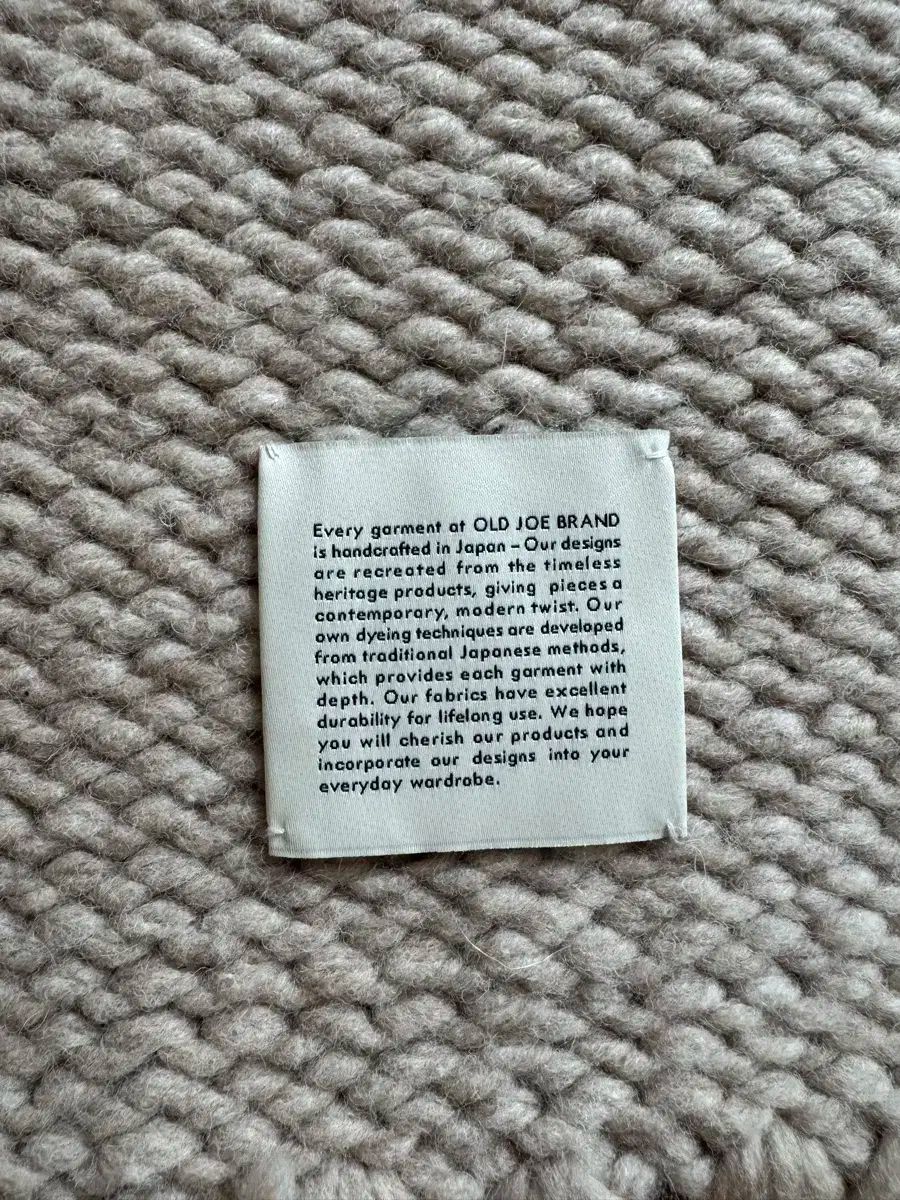 Every garment at OLD JOE BRAND
is handcrafted in Japan – Our designs
are recreated from the timeless
heritage products, giving pieces a
contemporary, modern twist. Our
own dyeing techniques are developed
from traditional Japanese methods,
which provides each garment with
depth. Our fabrics have excellent
durability for lifelong use. We hope
you will cherish our products and
incorporate our designs into your
everyday wardrobe.